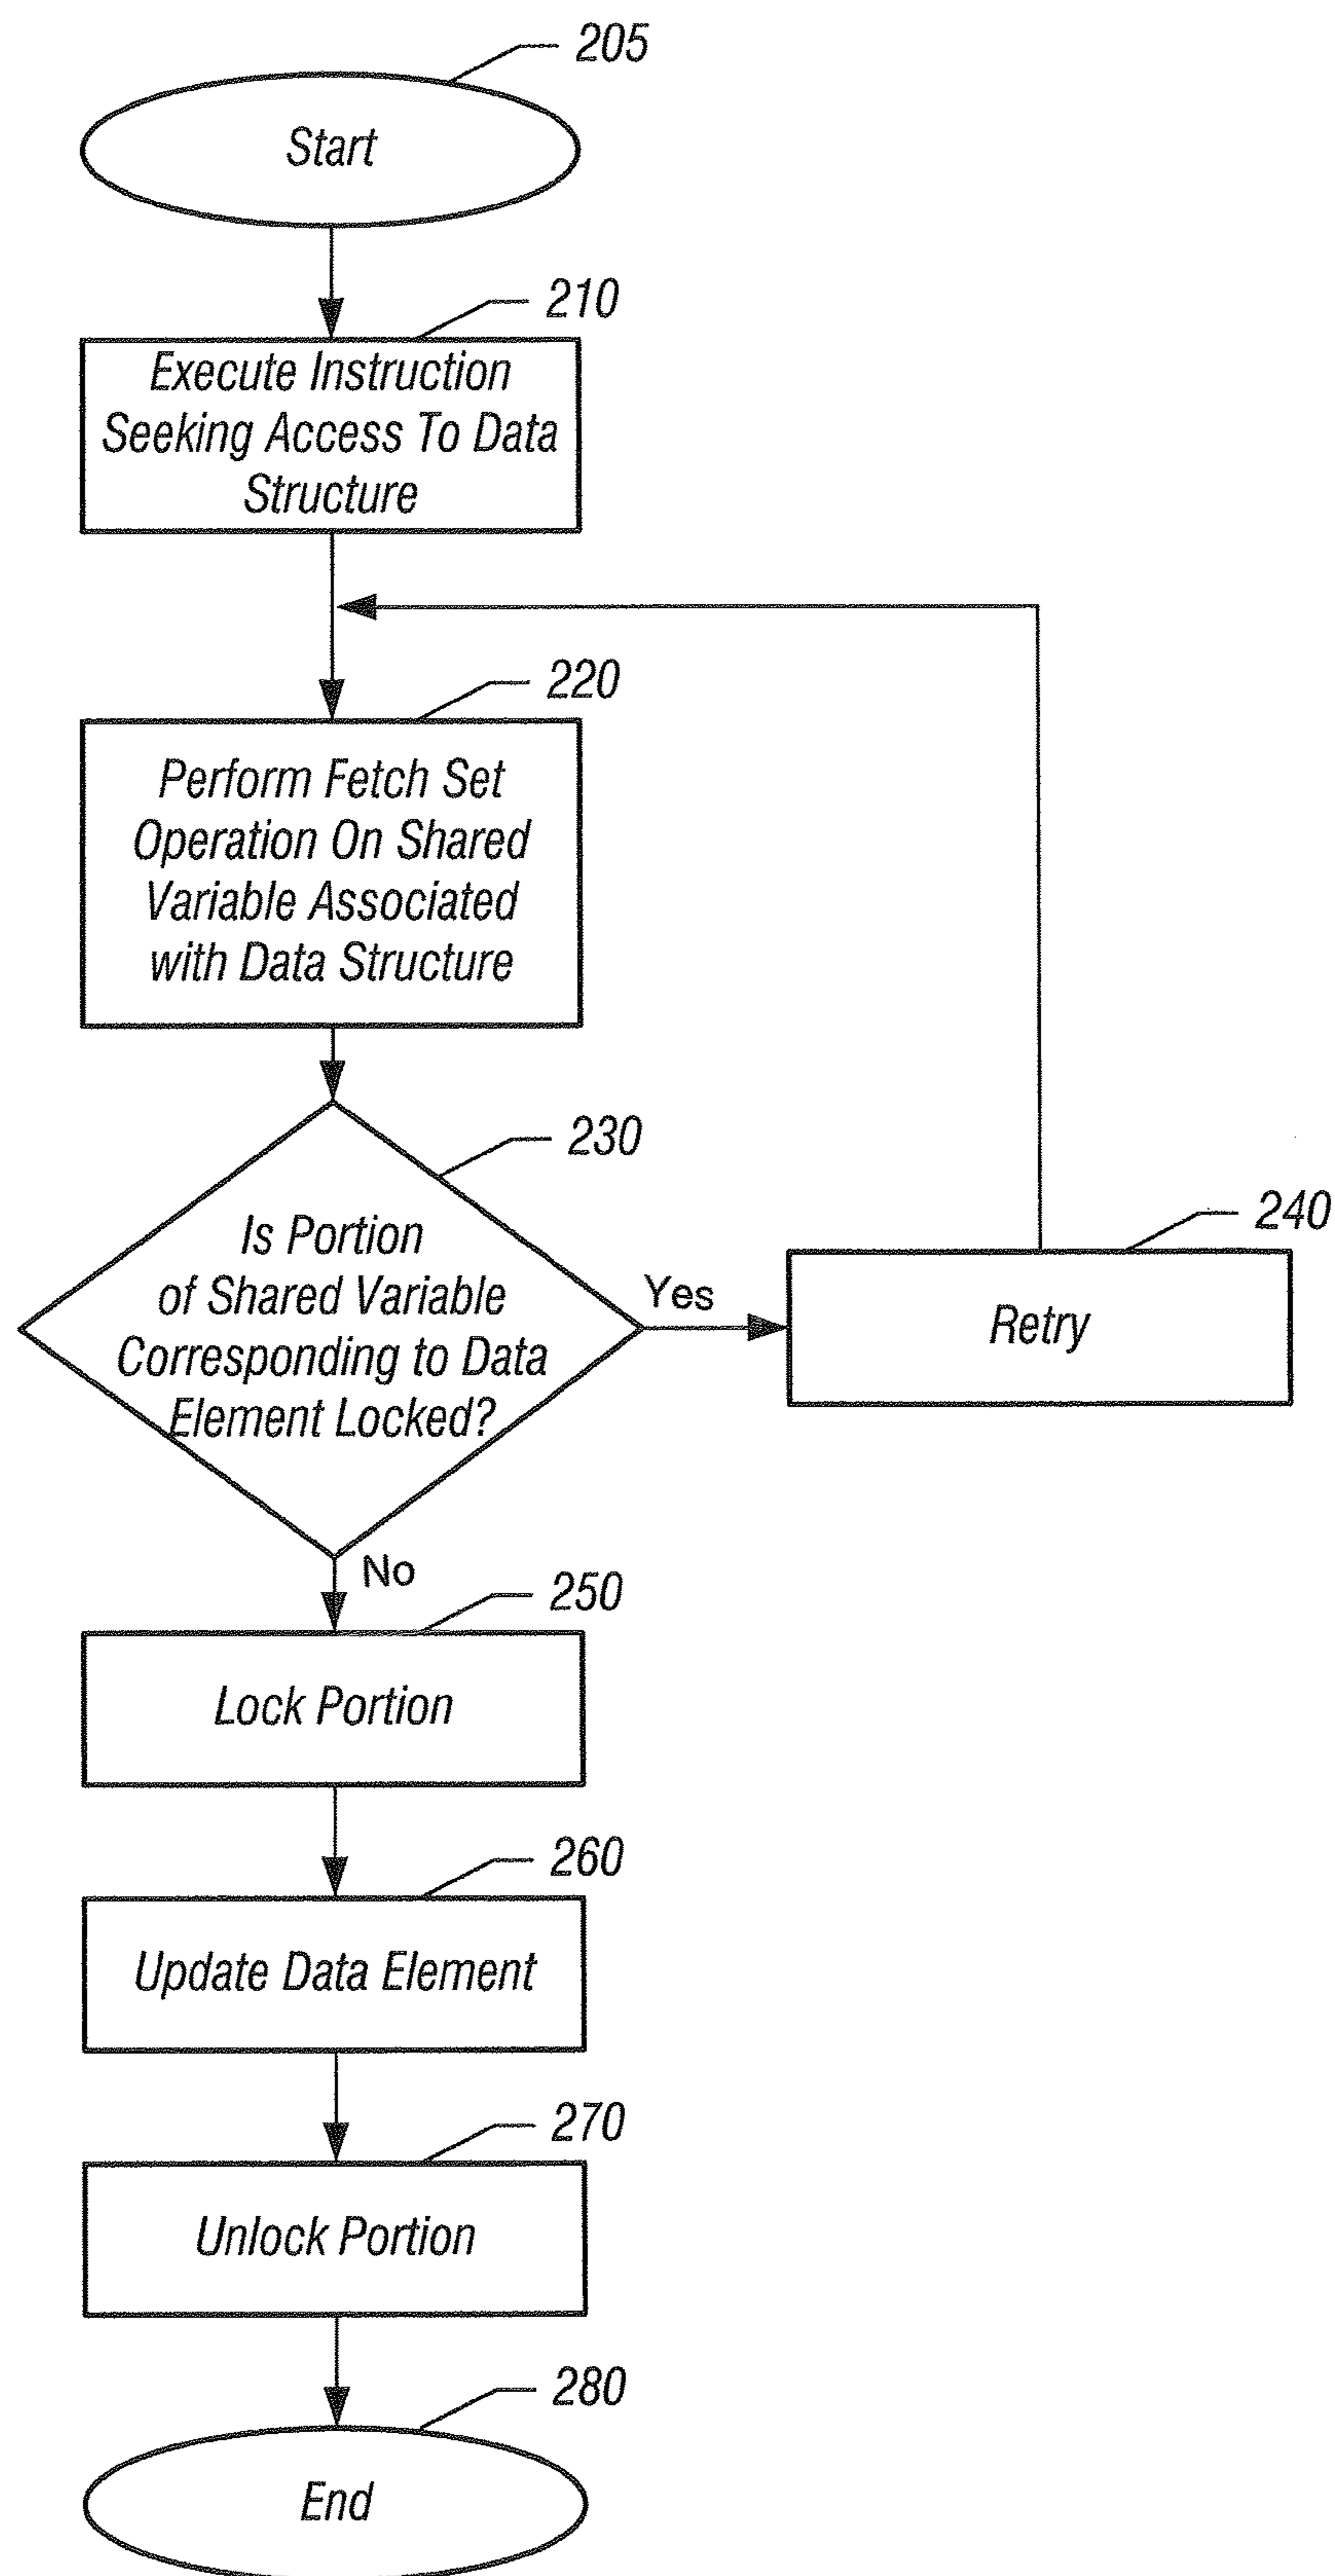 205
Start
210
Execute Instruction
Seeking Access To Data
Structure
220
Perform Fetch Set
Operation On Shared
Variable Associated
with Data Structure
230
Is Portion
of Shared Variable
Corresponding to Data
Element Locked?
Yes
240
Retry
No
250
Lock Portion
260
Update Data Element
270
Unlock Portion
280
End